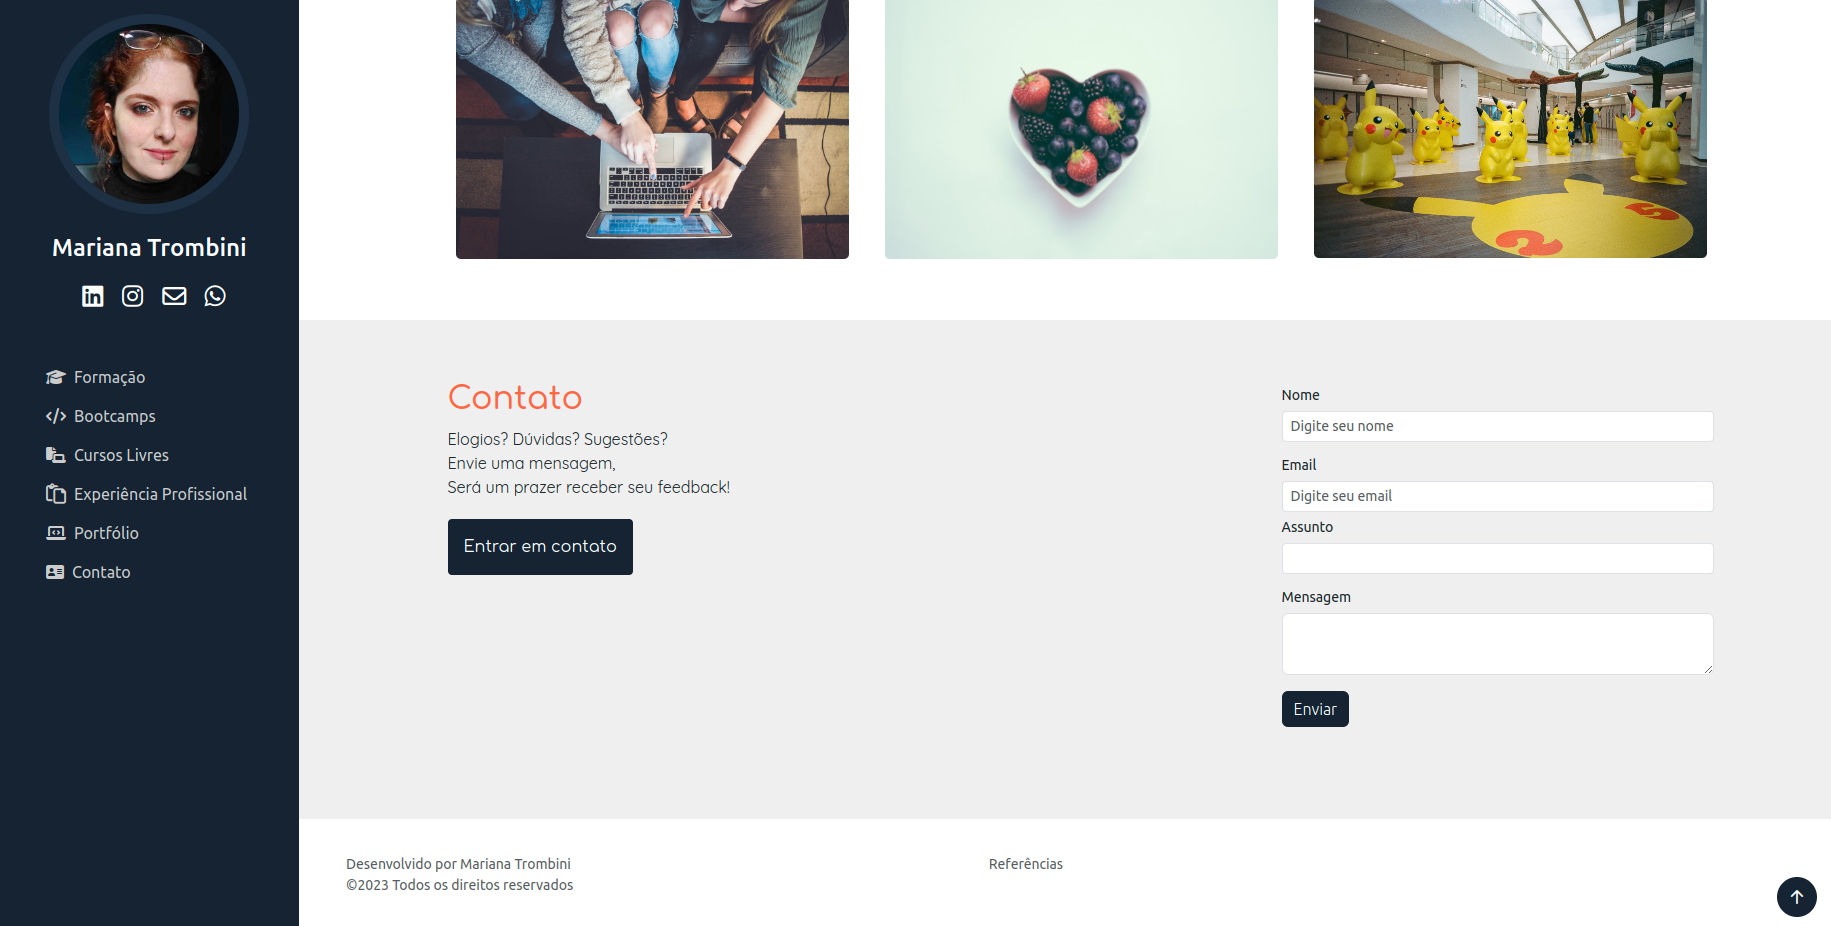 Mariana Trombini
Formação
Bootcamps
Cursos Livres
Experiência Profissional
Portfólio
Contato
Contato
Elogios? Dúvidas? Sugestões?
Envie uma mensagem,
Será um prazer receber seu feedback!
Entrar em contato
Nome
Digite seu nome
Email
Digite seu email
Assunto
Mensagem
Enviar
Desenvolvido por Mariana Trombini
©2023 Todos os direitos reservados
Referências